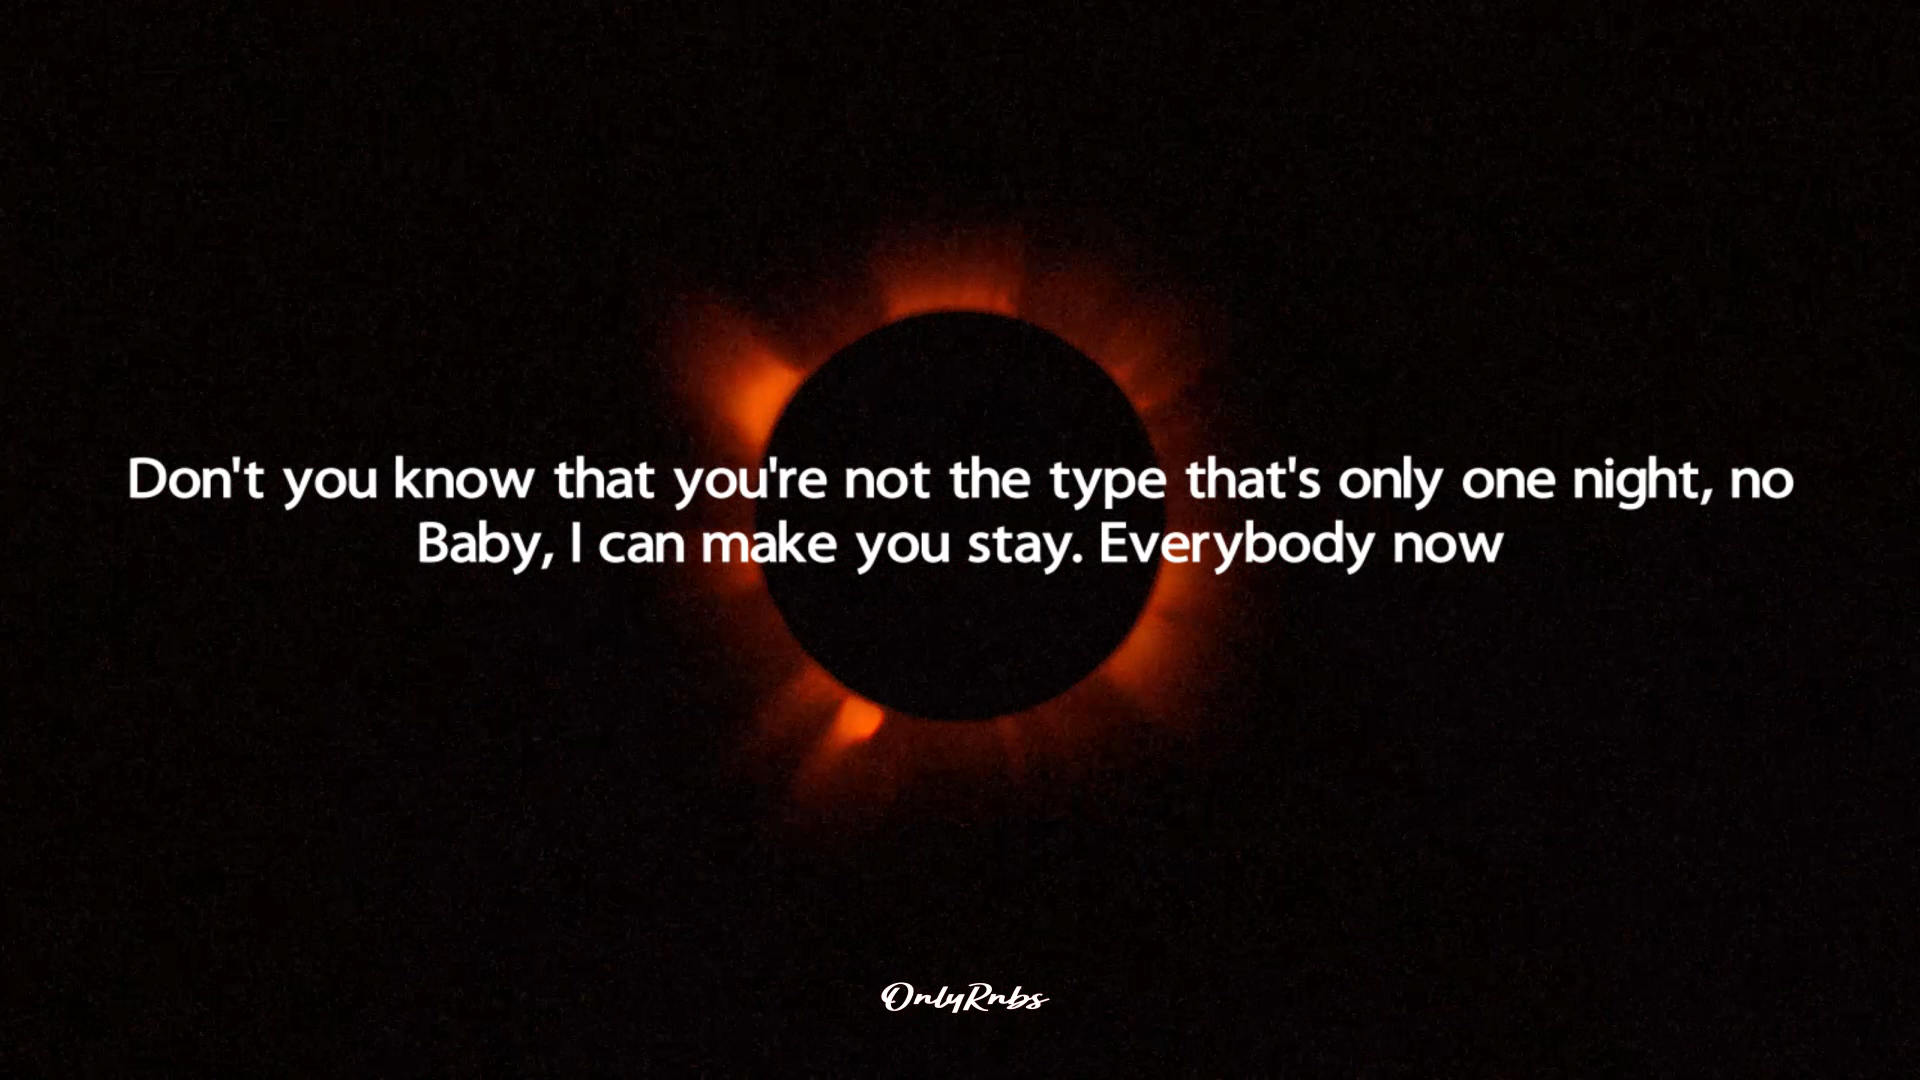 Don't you know that you're not the type that's only one night, no
Baby, I can make you stay. Everybody now
OnlyRnbs